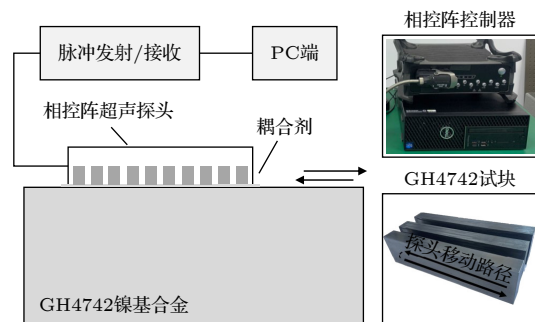 相控阵控制器
脉冲发射/接收
PC端
相控阵超声探头
耦合剂
GH4742试块
探头移动路径
GH4742镍基合金